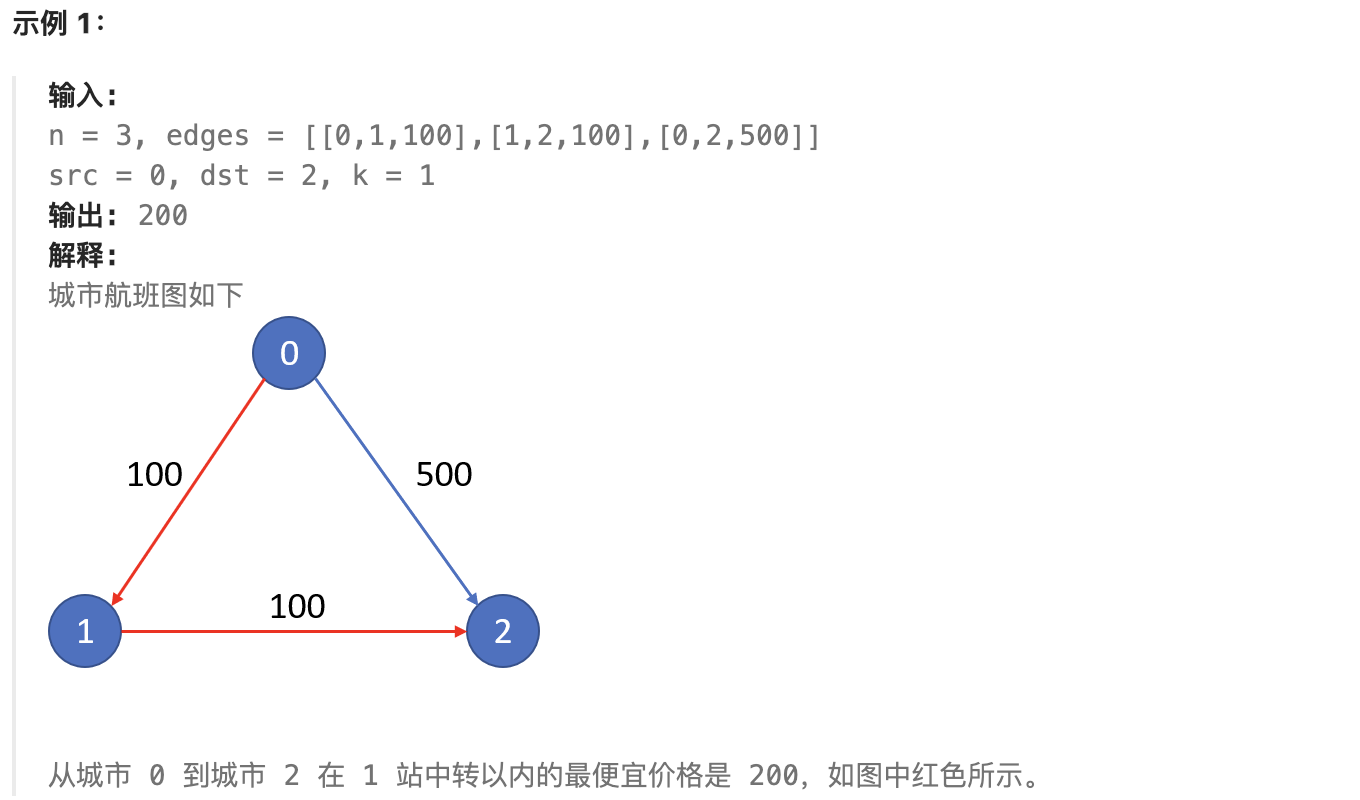 示例 1:
输入:
n = 3, edges = [[0,1,100],[1,2,100],[0,2,500]]
src = 0, dst = 2, k = 1
输出: 200
解释:
城市航班图如下
0
100
500
100
1
2
从城市 0 到城市 2 在 1 站中转以内的最便宜价格是 200，如图中红色所示。